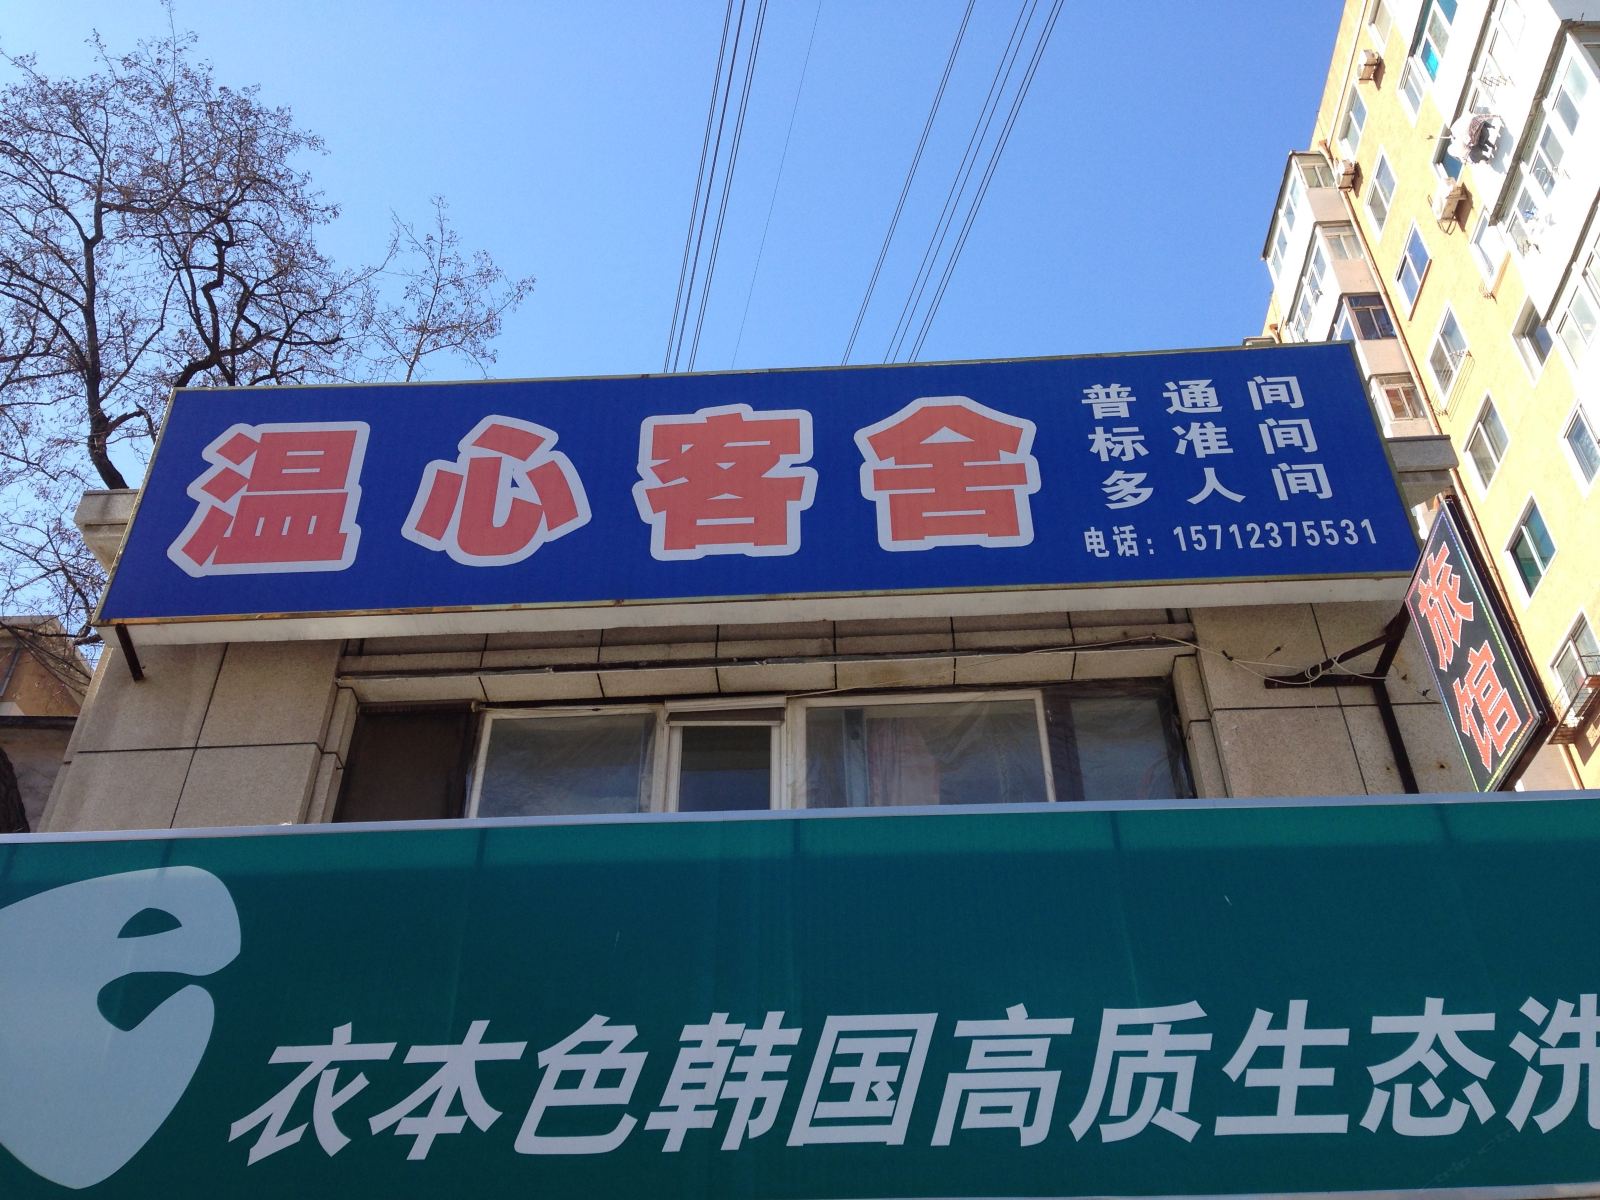 温心客舍
普通间
标准间
多人间
电话：15712375531
旅馆
衣本色韩国高质生态洗